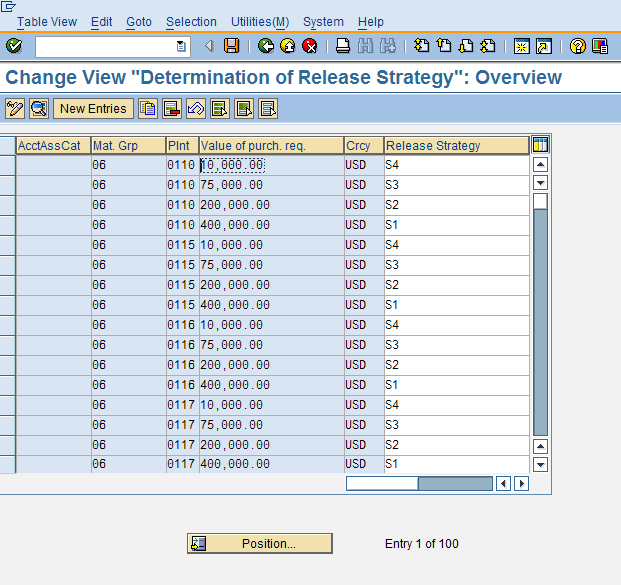 Table View Edit Goto Selection Utilities(M) System Help
Change View "Determination of Release Strategy": Overview
New Entries
AcctAssCat Mat. Grp Plnt Value of purch. req. Crcy Release Strategy
06 0110 10,000.00 USD S4
06 0110 75,000.00 USD S3
06 0110 200,000.00 USD S2
06 0110 400,000.00 USD S1
06 0115 10,000.00 USD S4
06 0115 75,000.00 USD S3
06 0115 200,000.00 USD S2
06 0115 400,000.00 USD S1
06 0116 10,000.00 USD S4
06 0116 75,000.00 USD S3
06 0116 200,000.00 USD S2
06 0116 400,000.00 USD S1
06 0117 10,000.00 USD S4
06 0117 75,000.00 USD S3
06 0117 200,000.00 USD S2
06 0117 400,000.00 USD S1
Position... Entry 1 of 100